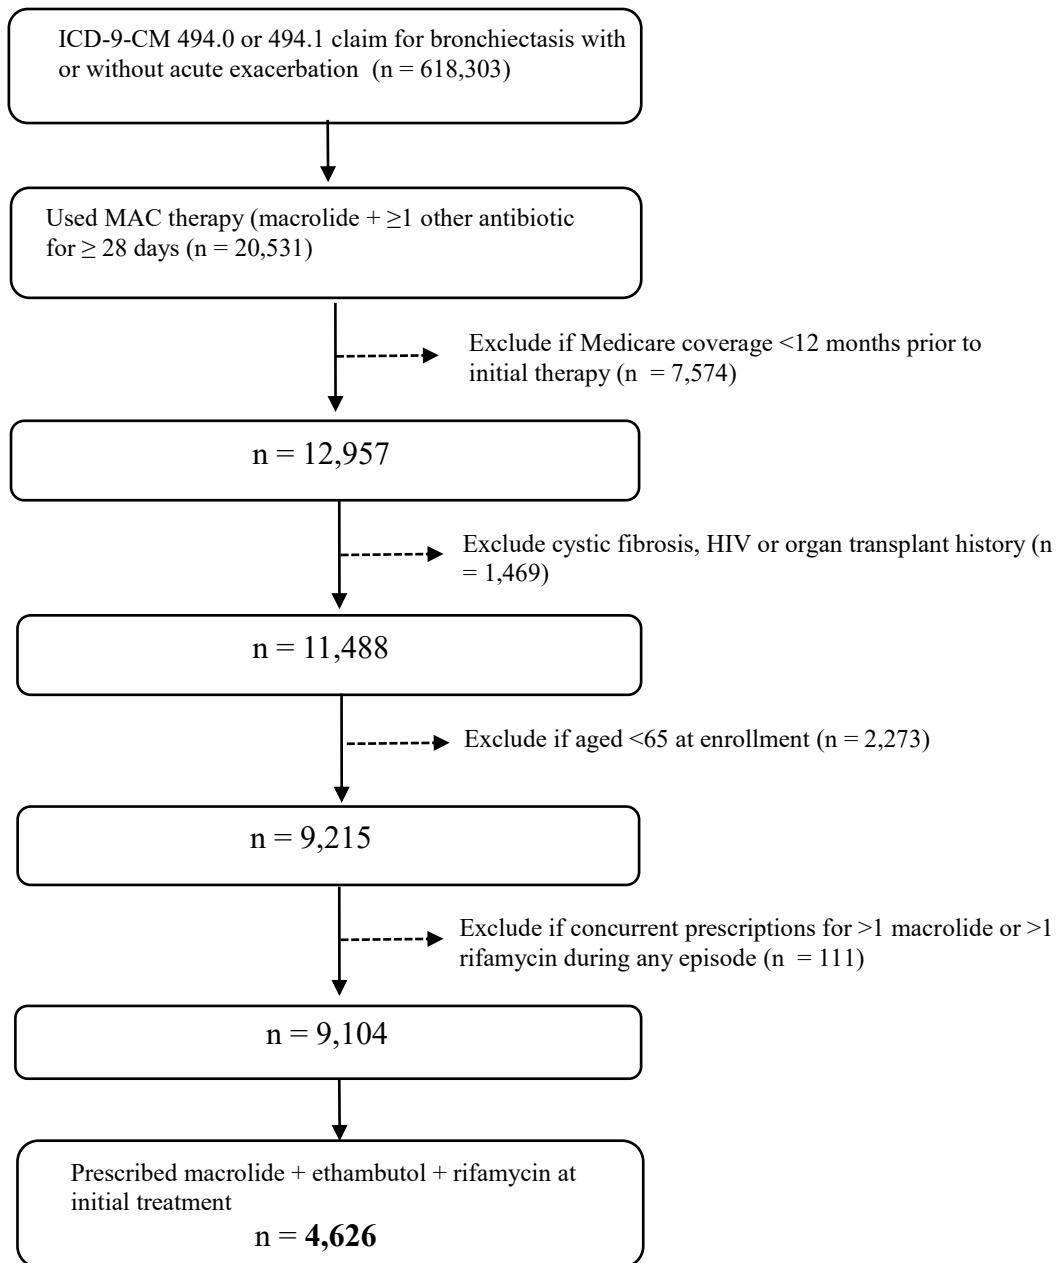 ICD-9-CM 494.0 or 494.1 claim for bronchiectasis with
or without acute exacerbation (n = 618,303)
Used MAC therapy (macrolide + ≥1 other antibiotic
for ≥ 28 days (n = 20,531)
Exclude if Medicare coverage <12 months prior to
initial therapy (n = 7,574)
n = 12,957
Exclude cystic fibrosis, HIV or organ transplant history (n
= 1,469)
n = 11,488
Exclude if aged <65 at enrollment (n = 2,273)
n = 9,215
Exclude if concurrent prescriptions for >1 macrolide or >1
rifamycin during any episode (n = 111)
n = 9,104
Prescribed macrolide + ethambutol + rifamycin at
initial treatment
n = 4,626